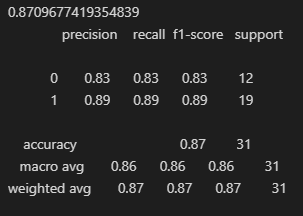 0.8709677419354839
precision recall f1-score support
0 0.83 0.83 0.83 12
1 0.89 0.89 0.89 19
accuracy 0.87 31
macro avg 0.86 0.86 0.86 31
weighted avg 0.87 0.87 0.87 31